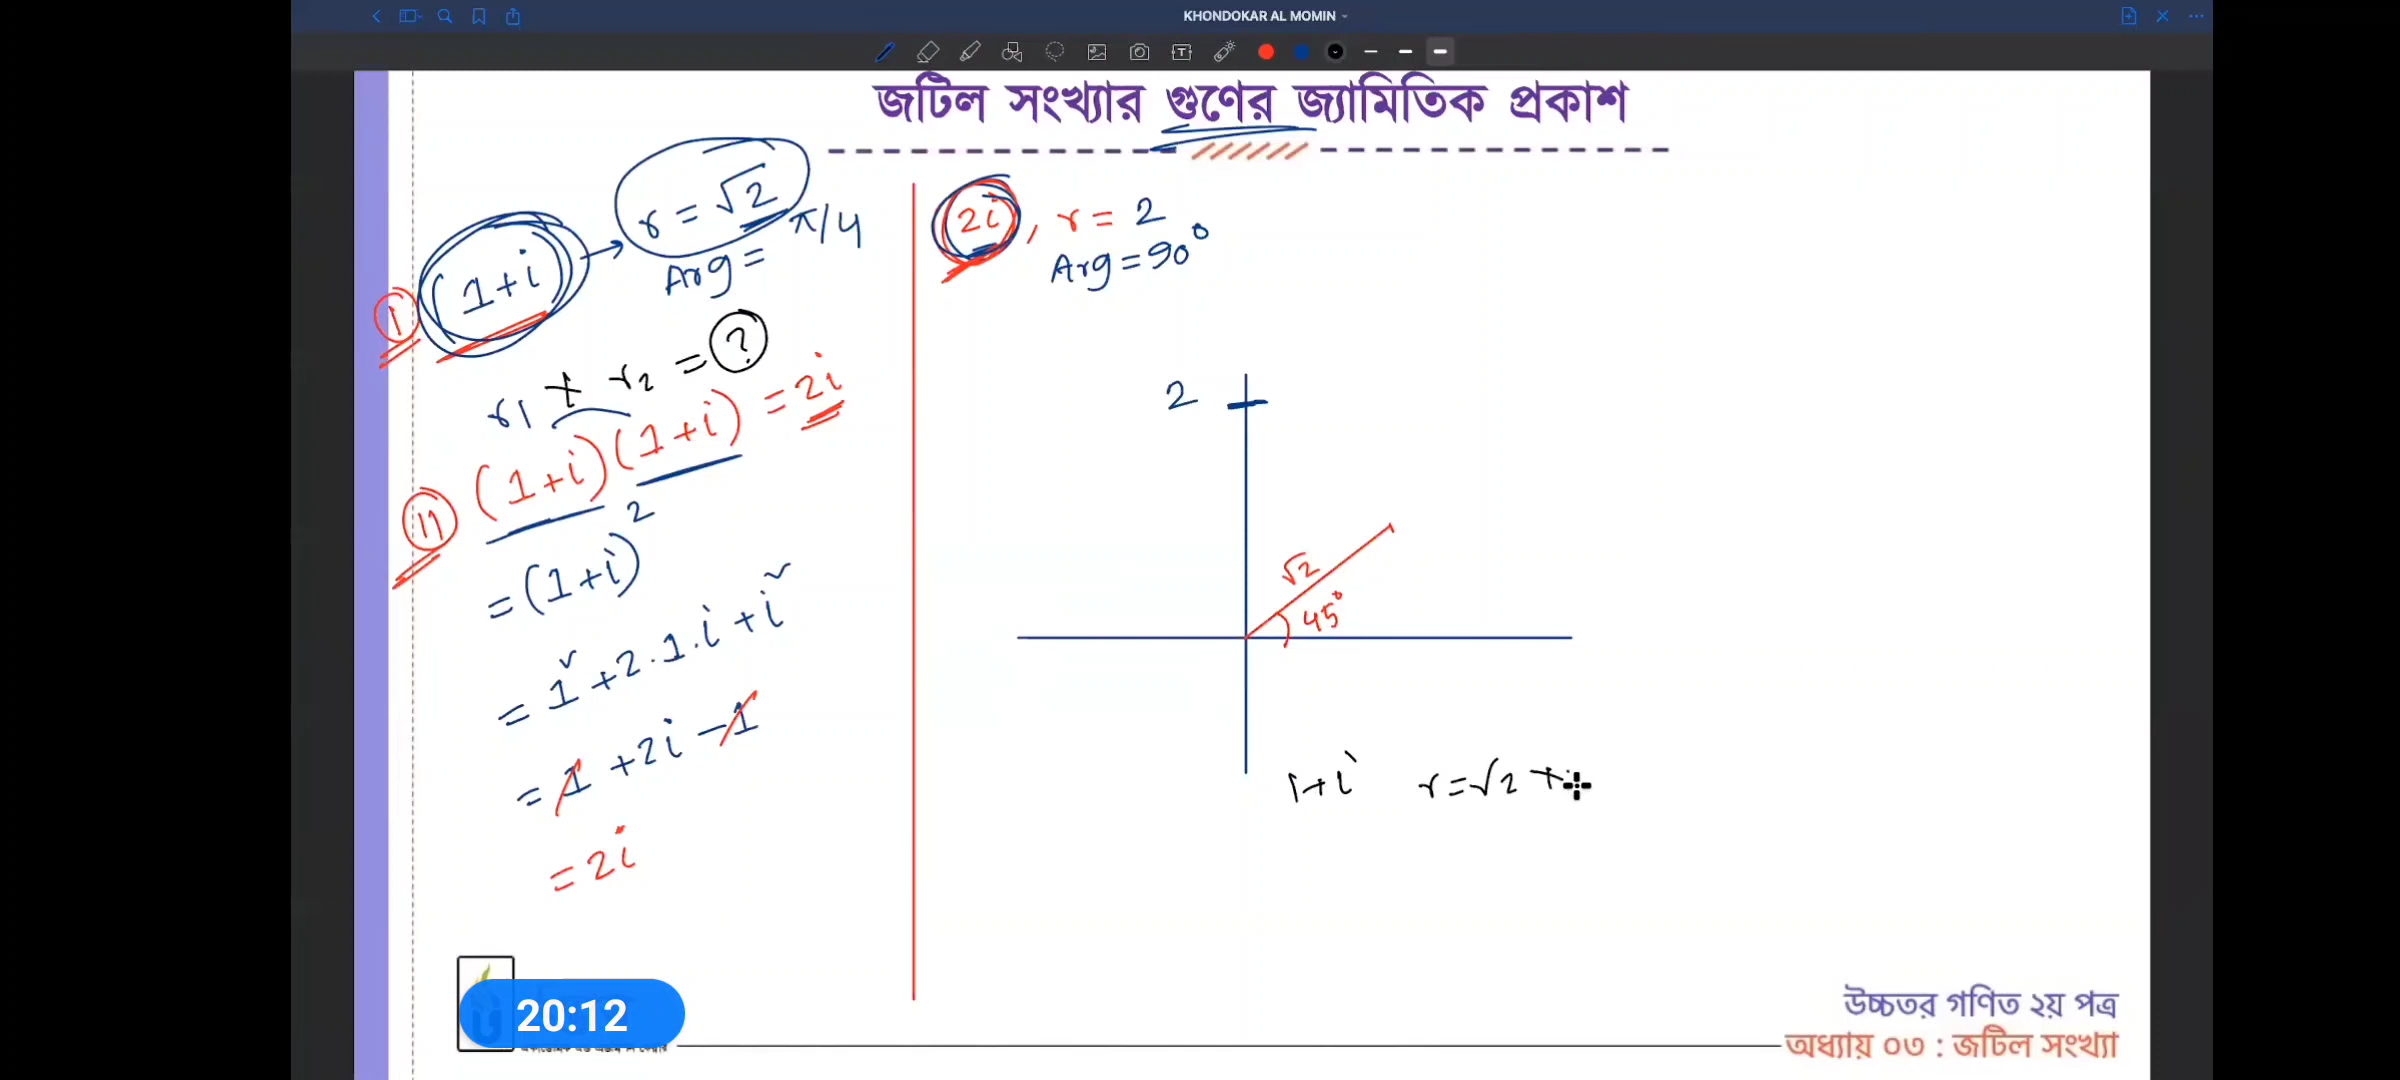 KHONDOKAR AL MOMIN
জটিল সংখ্যার গুণের জ্যামিতিক প্রকাশ
i
(1+i) → r = √2
Arg = π/4
r1 × r2 = ?
ii
(1+i)(1+i) = 2i
= (1+i)²
= 1² + 2.1.i + i²
= 1 + 2i - 1
= 2i
2i, r = 2
Arg = 90°
2
√2
45°
1+i r = √2 ×
20:12
উচ্চতর গণিত ২য় পত্র
অধ্যায় ০৩ : জটিল সংখ্যা